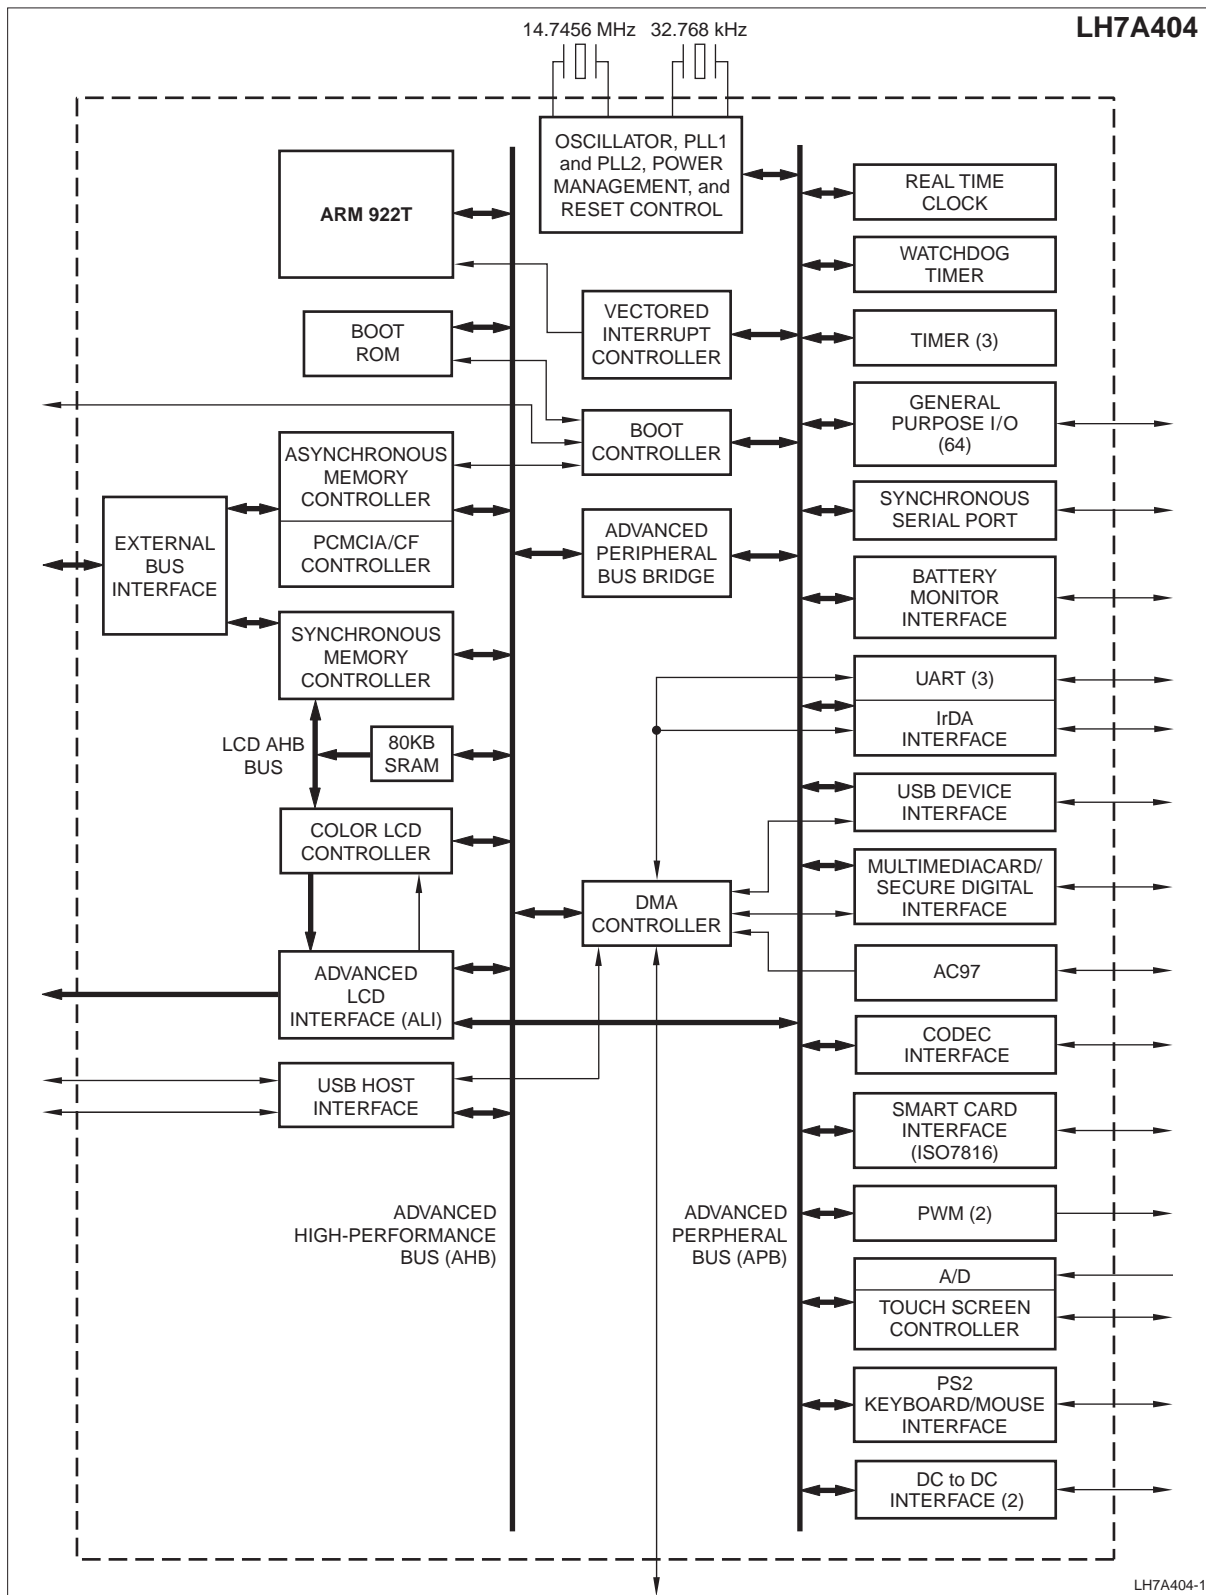 LH7A404
14.7456 MHz 32.768 kHz
OSCILLATOR, PLL1
and PLL2, POWER
MANAGEMENT, and
RESET CONTROL
ARM 922T
REAL TIME
CLOCK
WATCHDOG
TIMER
VECTORED
INTERRUPT
CONTROLLER
BOOT
ROM
TIMER (3)
GENERAL
PURPOSE I/O
(64)
BOOT
CONTROLLER
ASYNCHRONOUS
MEMORY
CONTROLLER
PCMCIA/CF
CONTROLLER
EXTERNAL
BUS
INTERFACE
ADVANCED
PERIPHERAL
BUS BRIDGE
SYNCHRONOUS
SERIAL PORT
BATTERY
MONITOR
INTERFACE
SYNCHRONOUS
MEMORY
CONTROLLER
UART (3)
IrDA
INTERFACE
LCD AHB
BUS
80KB
SRAM
USB DEVICE
INTERFACE
COLOR LCD
CONTROLLER
MULTIMEDIACARD/
SECURE DIGITAL
INTERFACE
DMA
CONTROLLER
AC97
ADVANCED
LCD
INTERFACE (ALI)
CODEC
INTERFACE
USB HOST
INTERFACE
SMART CARD
INTERFACE
(ISO7816)
ADVANCED
HIGH-PERFORMANCE
BUS (AHB)
ADVANCED
PERPHERAL
BUS (APB)
PWM (2)
A/D
TOUCH SCREEN
CONTROLLER
PS2
KEYBOARD/MOUSE
INTERFACE
DC to DC
INTERFACE (2)
LH7A404-1